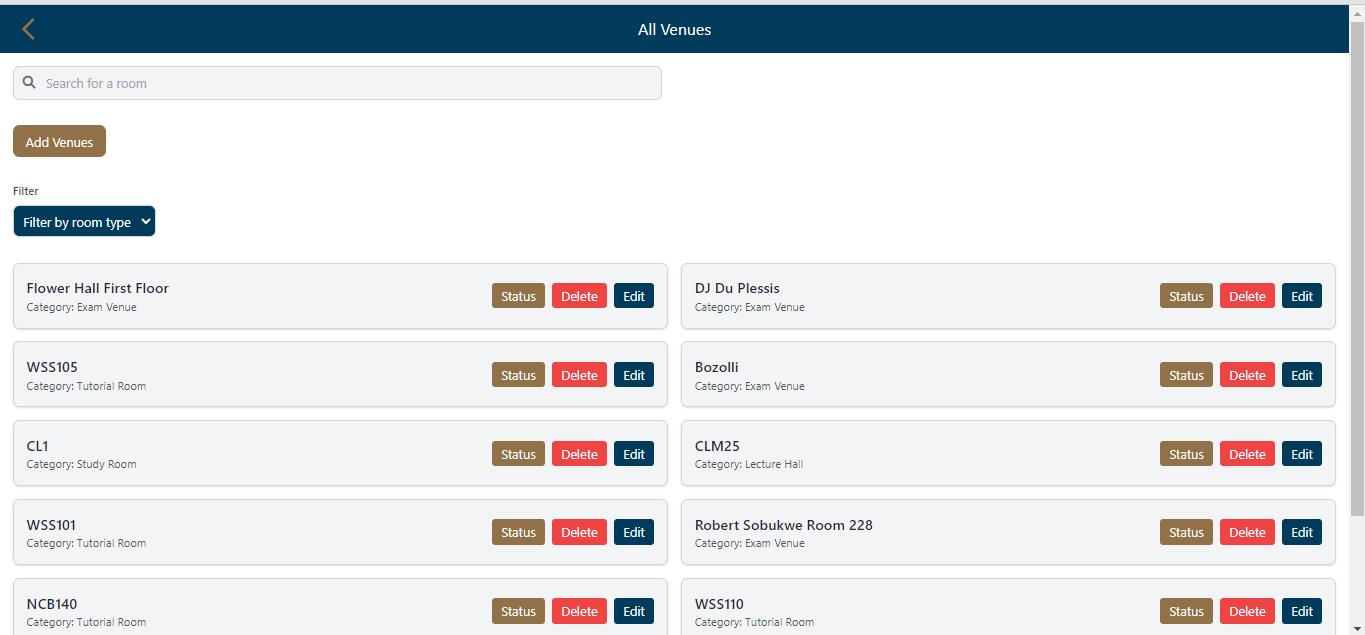 All Venues
Search for a room
Add Venues
Filter
Filter by room type
Flower Hall First Floor
Category: Exam Venue
Status Delete Edit
DJ Du Plessis
Category: Exam Venue
Status Delete Edit
WSS105
Category: Tutorial Room
Status Delete Edit
Bozolli
Category: Exam Venue
Status Delete Edit
CL1
Category: Study Room
Status Delete Edit
CLM25
Category: Lecture Hall
Status Delete Edit
WSS101
Category: Tutorial Room
Status Delete Edit
Robert Sobukwe Room 228
Category: Exam Venue
Status Delete Edit
NCB140
Category: Tutorial Room
Status Delete Edit
WSS110
Category: Tutorial Room
Status Delete Edit